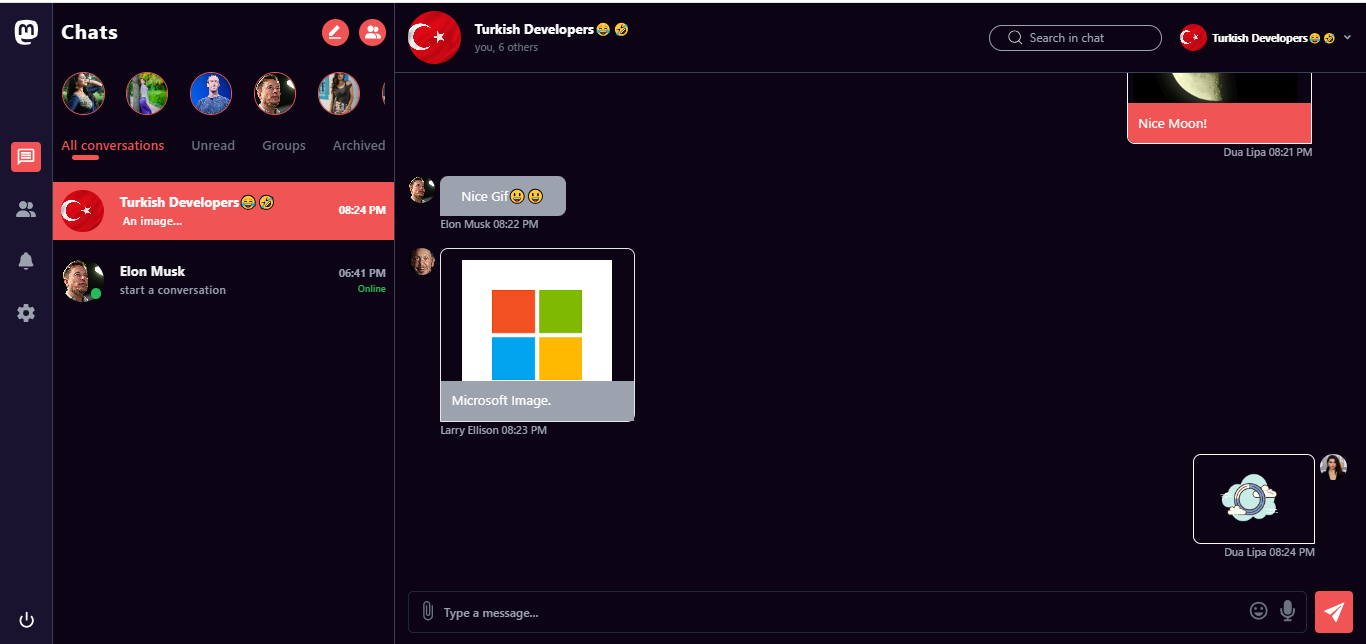 Chats
All conversations Unread Groups Archived
Turkish Developers😂🤣
08:24 PM
An image...
Elon Musk
06:41 PM
start a conversation
Online
Turkish Developers😂🤣
you, 6 others
Search in chat
Turkish Developers😂🤣
Nice Moon!
Dua Lipa 08:21 PM
Nice Gif😀😀
Elon Musk 08:22 PM
Microsoft Image.
Larry Ellison 08:23 PM
Dua Lipa 08:24 PM
Type a message...